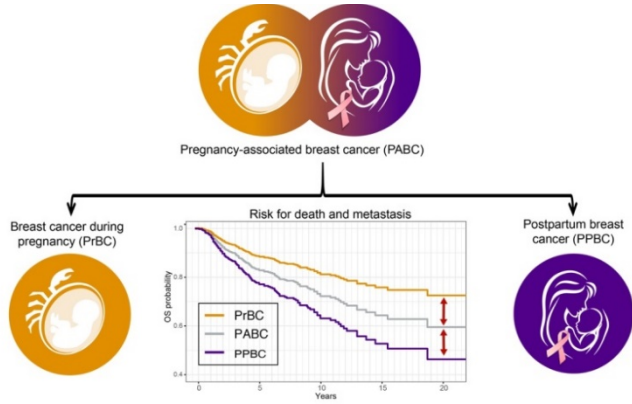 Pregnancy-associated breast cancer (PABC)
Breast cancer during
pregnancy (PrBC)
Risk for death and metastasis
Postpartum breast
cancer (PPBC)
OS probability
1.0
0.8
0.6
0.4
PrBC
PABC
PPBC
0
5
10
15
20
Years